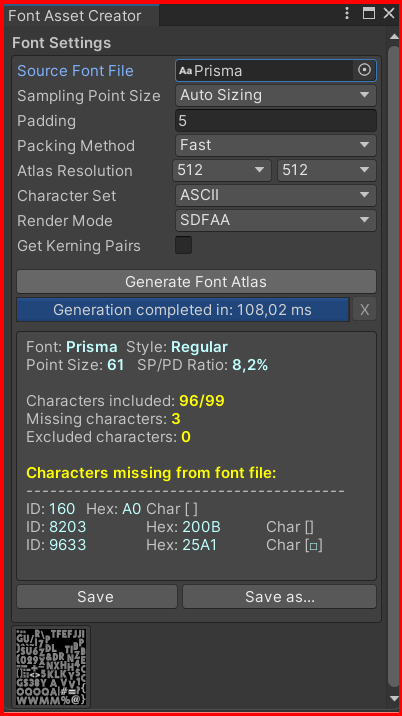 Font Asset Creator
Font Settings
Source Font File Aa Prisma
Sampling Point Size Auto Sizing
Padding 5
Packing Method Fast
Atlas Resolution 512 512
Character Set ASCII
Render Mode SDFAA
Get Kerning Pairs
Generate Font Atlas
Generation completed in: 108,02 ms X
Font: Prisma Style: Regular
Point Size: 61 SP/PD Ratio: 8,2%
Characters included: 96/99
Missing characters: 3
Excluded characters: 0
Characters missing from font file:
----------------------------------------
ID: 160 Hex: A0 Char [ ]
ID: 8203 Hex: 200B Char []
ID: 9633 Hex: 25A1 Char [□]
Save Save as...